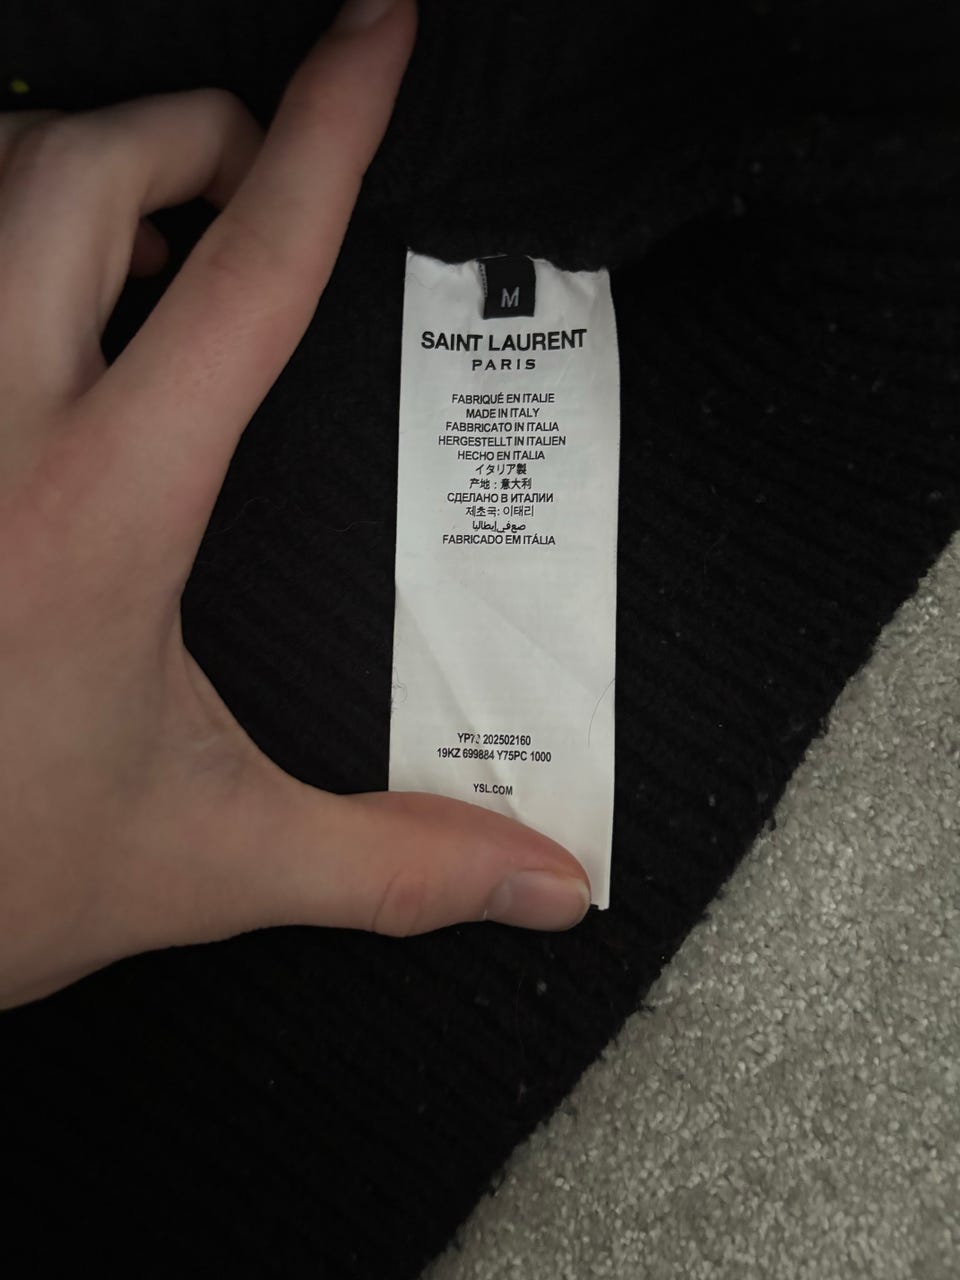 M
SAINT LAURENT
PARIS
FABRIQUÉ EN ITALIE
MADE IN ITALY
FABBRICATO IN ITALIA
HERGESTELLT IN ITALIEN
HECHO EN ITALIA
イタリア製
产地：意大利
СДЕЛАНО В ИТАЛИИ
제초국: 이태리
صنع في إيطاليا
FABRICADO EM ITÁLIA
202502160
19KZ 699884 Y75PC 1000
YSL.COM